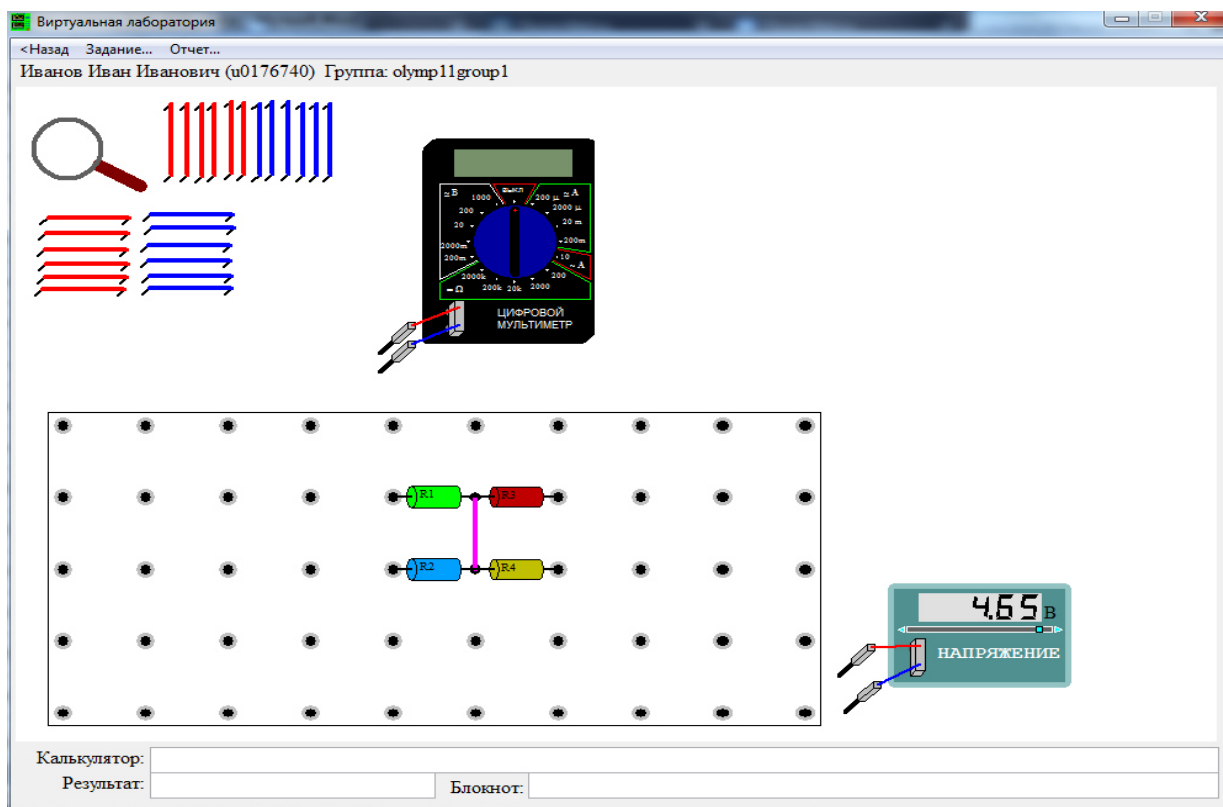 Виртуальная лаборатория
<Назад Задание... Отчет...
Иванов Иван Иванович (u0176740) Группа: olymp11group1
≃В 1000 выкл 200 µ ≃А
200 2000 µ
20 20 m
2000m 200m
200m 10 ~А
2000k 200k 20k 2000 200
=Ω
ЦИФРОВОЙ
МУЛЬТИМЕТР
R1 R3
R2 R4
4.65 В
НАПРЯЖЕНИЕ
Калькулятор:
Результат: Блокнот: